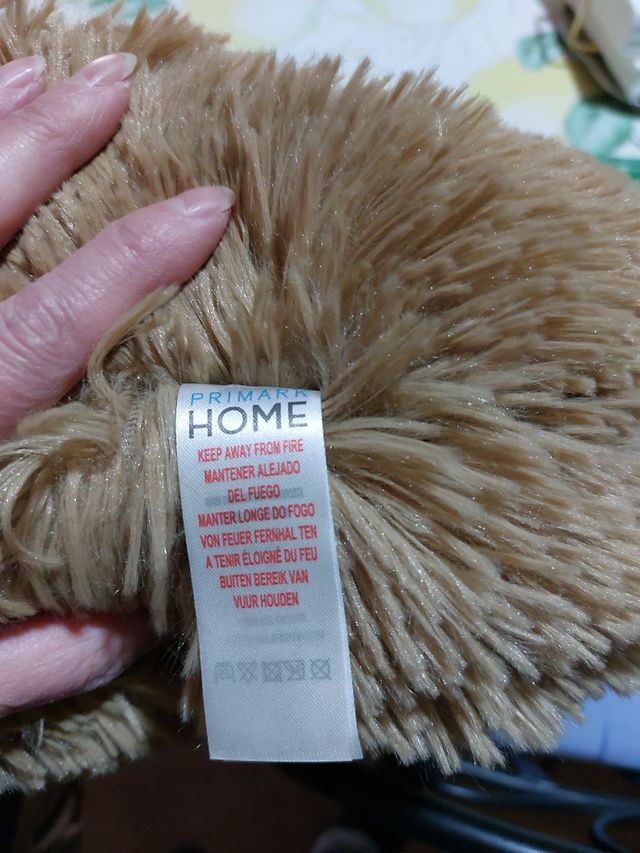 PRIMARK
HOME
KEEP AWAY FROM FIRE
MANTENER ALEJADO
DEL FUEGO
MANTER LONGE DO FOGO
VON FEUER FERNHAL TEN
A TENIR ÉLOIGNÉ DU FEU
BUITEN BEREIK VAN
VUUR HOUDEN